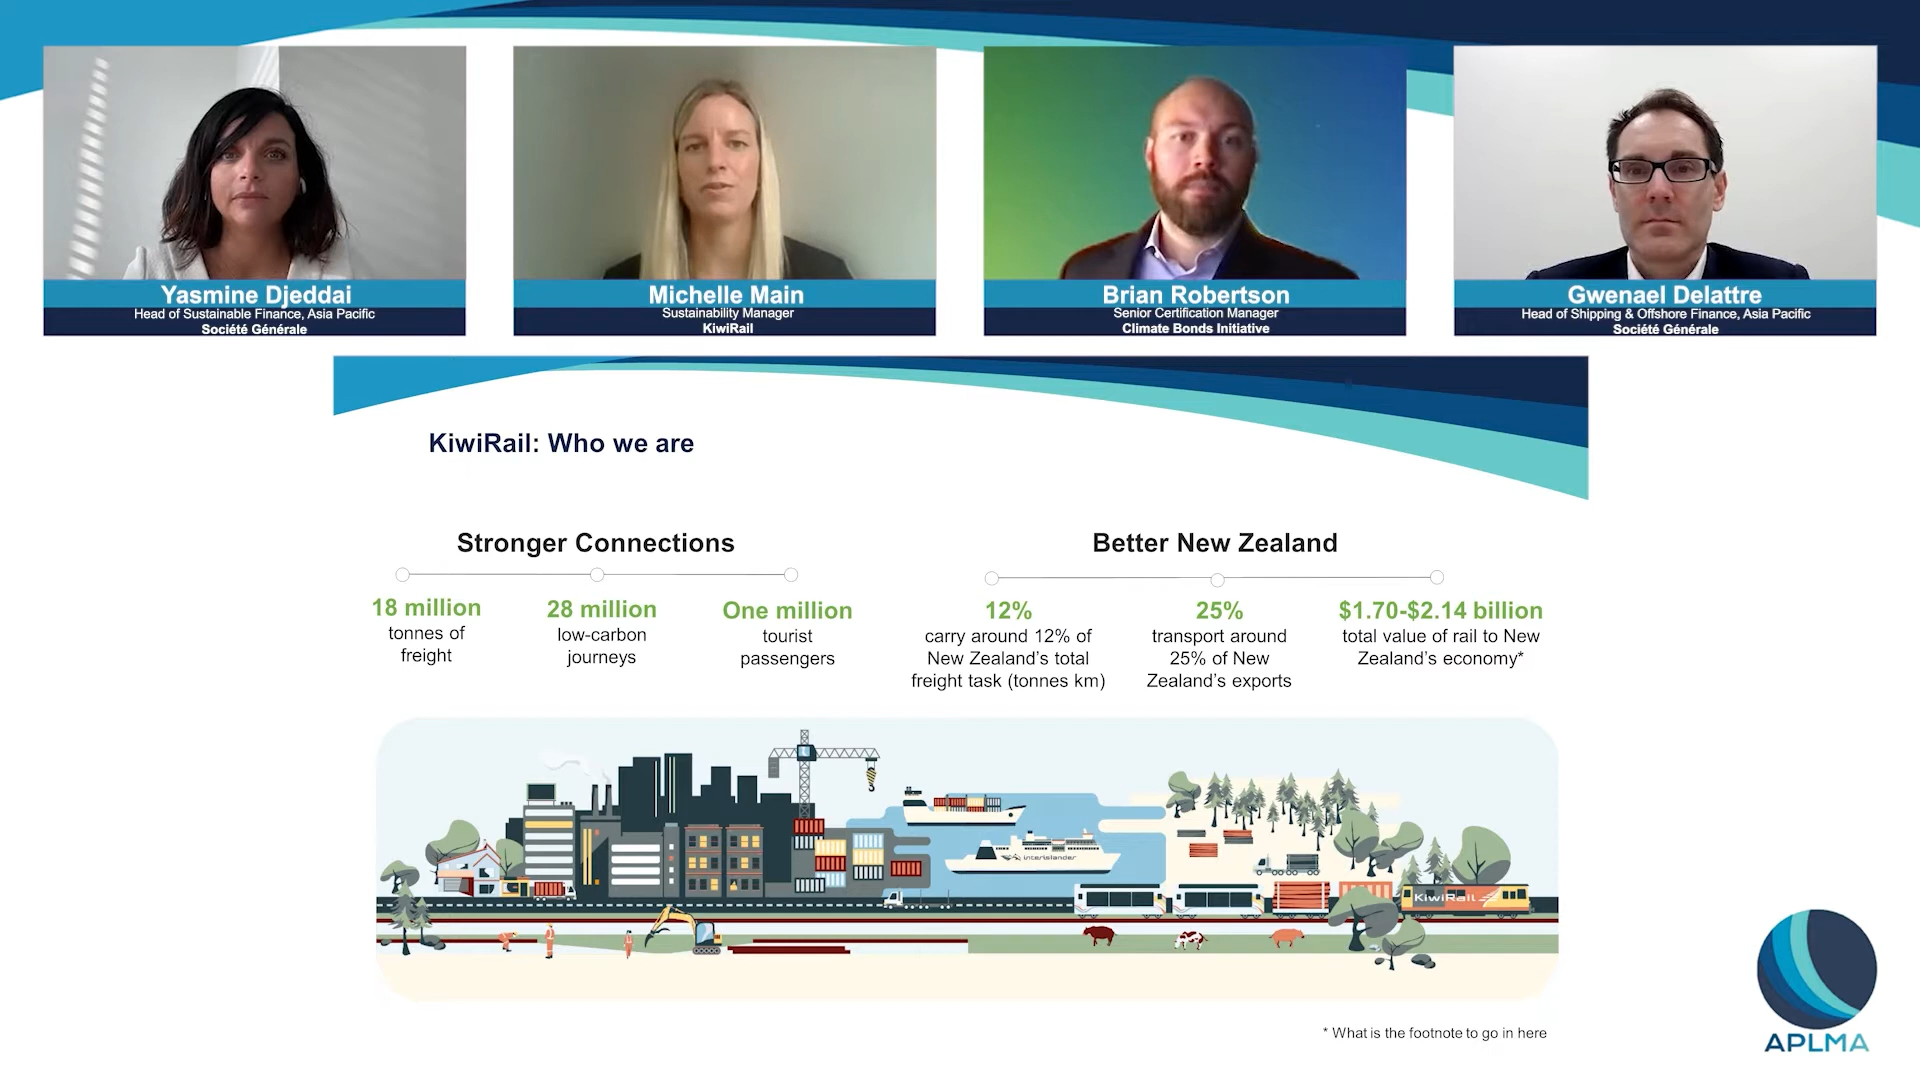 Yasmine Djeddai
Head of Sustainable Finance, Asia Pacific
Société Générale
Michelle Main
Sustainability Manager
KiwiRail
Brian Robertson
Senior Certification Manager
Climate Bonds Initiative
Gwenael Delattre
Head of Shipping & Offshore Finance, Asia Pacific
Société Générale
KiwiRail: Who we are
Stronger Connections
18 million
tonnes of
freight
28 million
low-carbon
journeys
One million
tourist
passengers
Better New Zealand
12%
carry around 12% of
New Zealand's total
freight task (tonnes km)
25%
transport around
25% of New
Zealand's exports
$1.70-$2.14 billion
total value of rail to New
Zealand's economy*
interislander
KiwiRail
* What is the footnote to go in here
APLMA